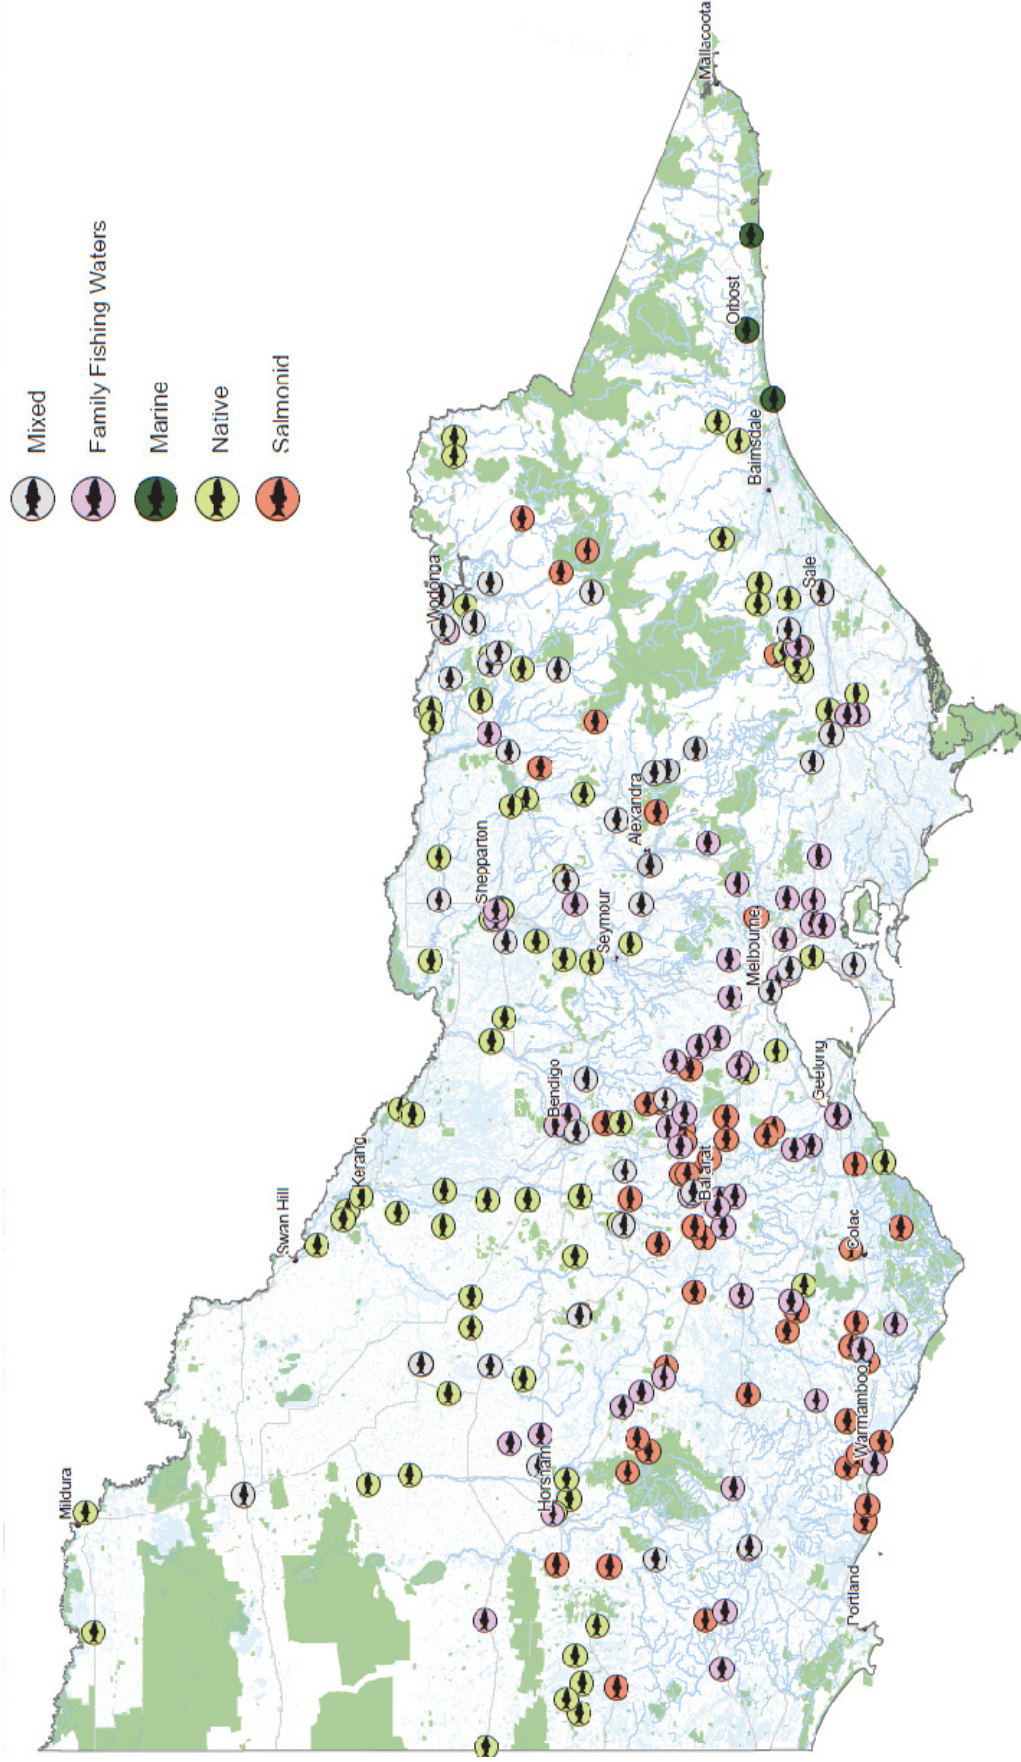 Mixed
Family Fishing Waters
Marine
Native
Salmonid
Mildura
Swan Hill
Kerang
Wodonga
Shepparton
Horsham
Bendigo
Seymour
Alexandra
Mallacoota
Orbost
Bairnsdale
Sale
Ballarat
Melbourne
Geelong
Colac
Warrnambool
Portland